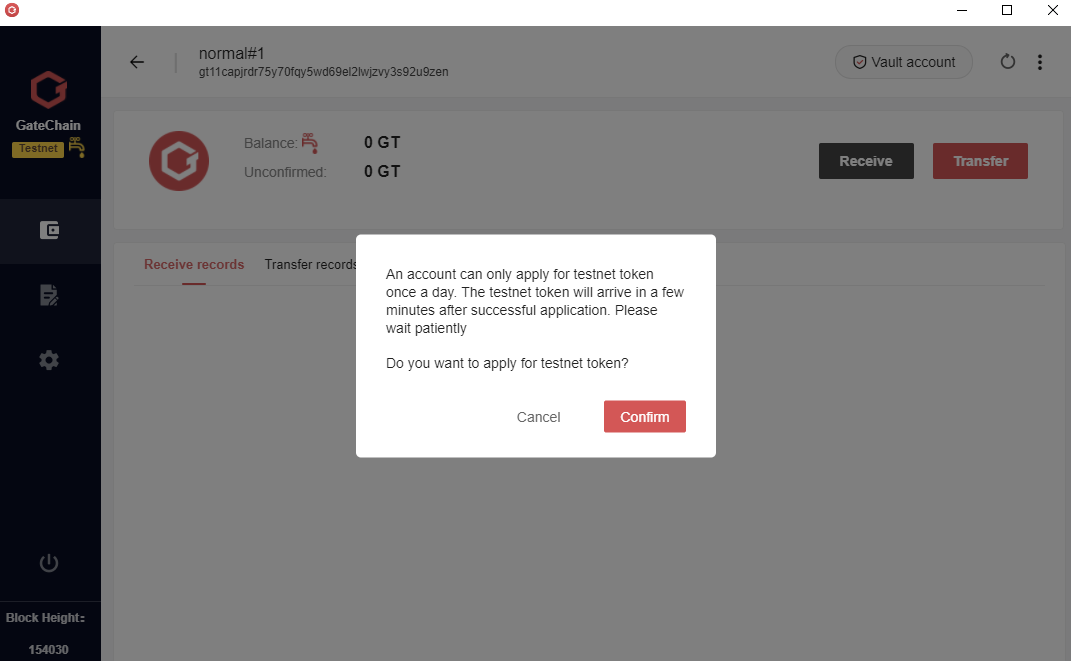 normal#1
gt11capjrdr75y70fqy5wd69el2lwjzvy3s92u9zen
Vault account
GateChain
Testnet
Balance:
0 GT
Unconfirmed:
0 GT
Receive
Transfer
Receive records
Transfer records
An account can only apply for testnet token
once a day. The testnet token will arrive in a few
minutes after successful application. Please
wait patiently
Do you want to apply for testnet token?
Cancel
Confirm
Block Height:
154030